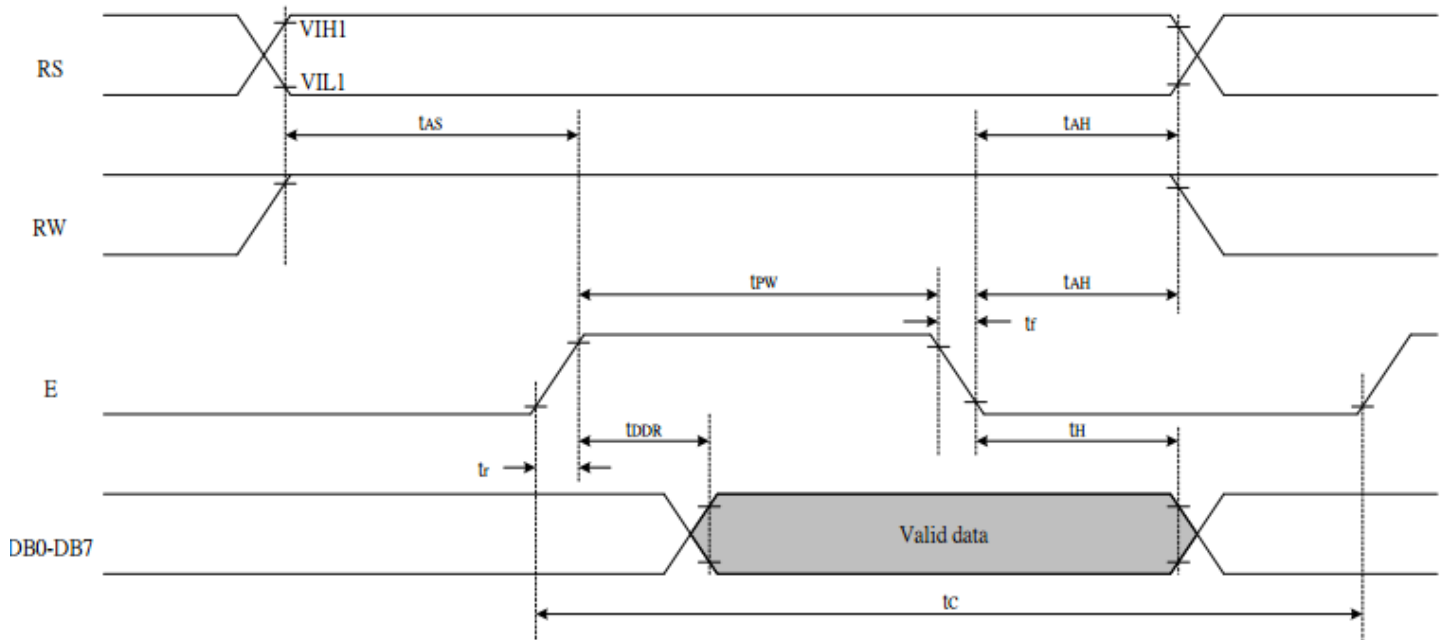 VIH1
RS
VIL1
tAS
tAH
RW
tPW
tAH
tf
E
tDDR
tH
tr
Valid data
DB0-DB7
tC